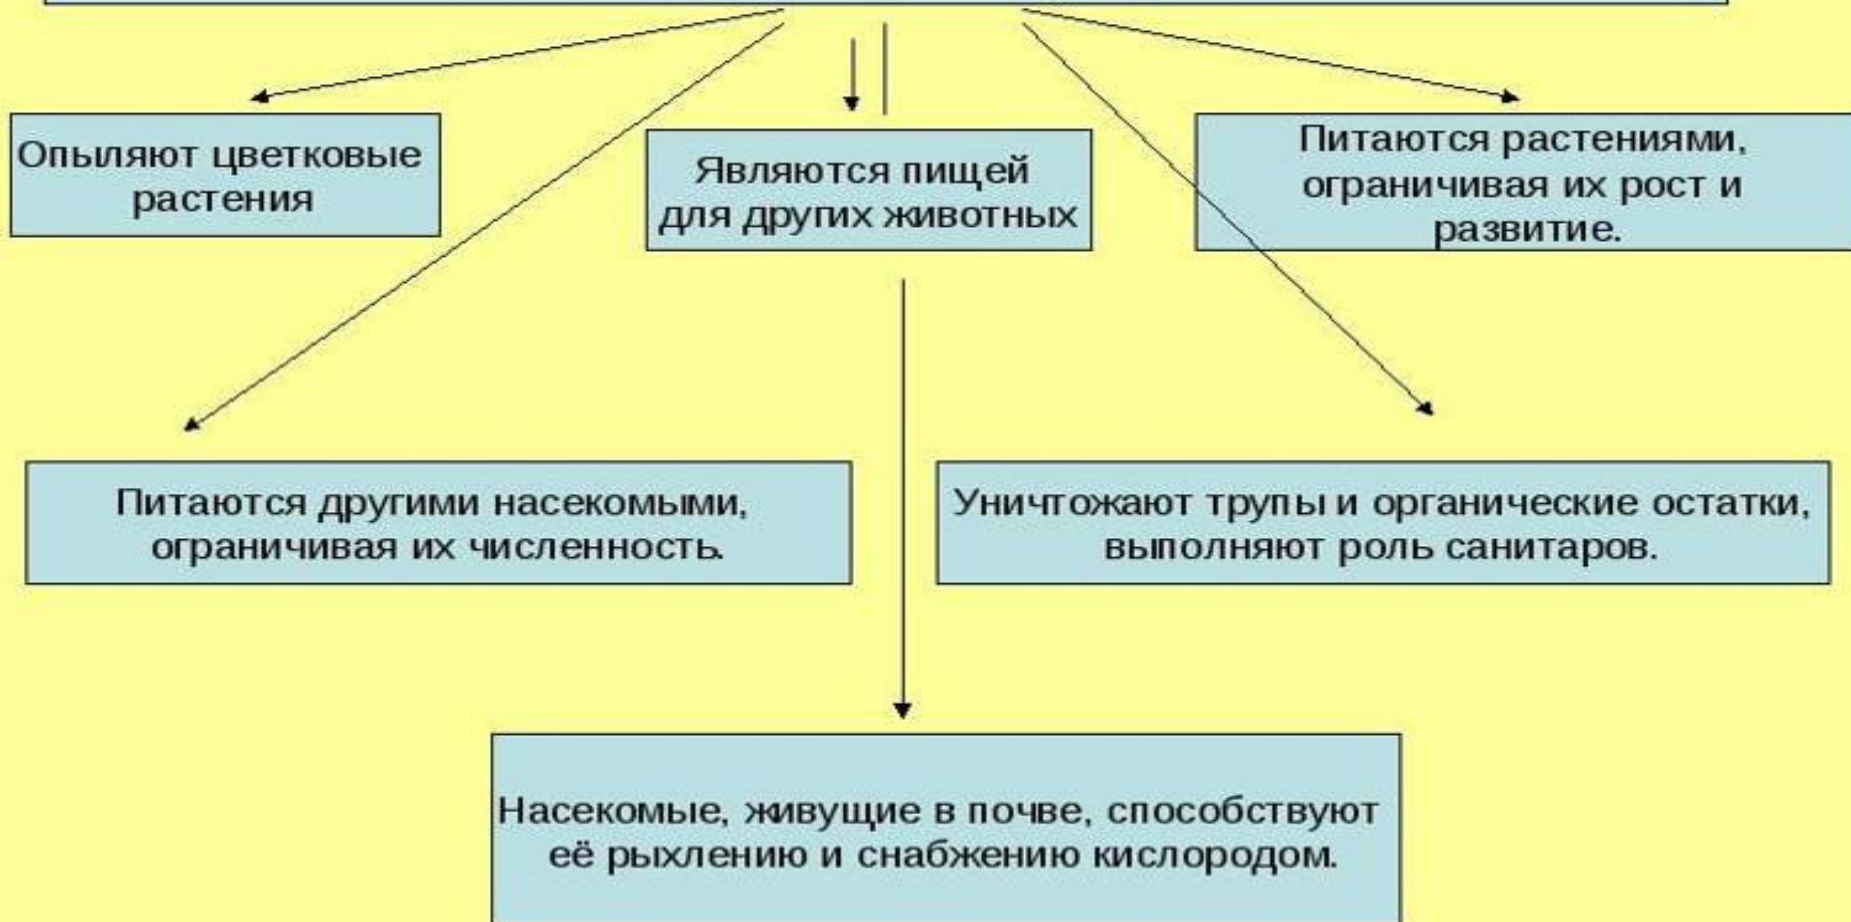 Опыляют цветковые
растения
Являются пищей
для других животных
Питаются растениями,
ограничивая их рост и
развитие.
Питаются другими насекомыми,
ограничивая их численность.
Уничтожают трупы и органические остатки,
выполняют роль санитаров.
Насекомые, живущие в почве, способствуют
её рыхлению и снабжению кислородом.